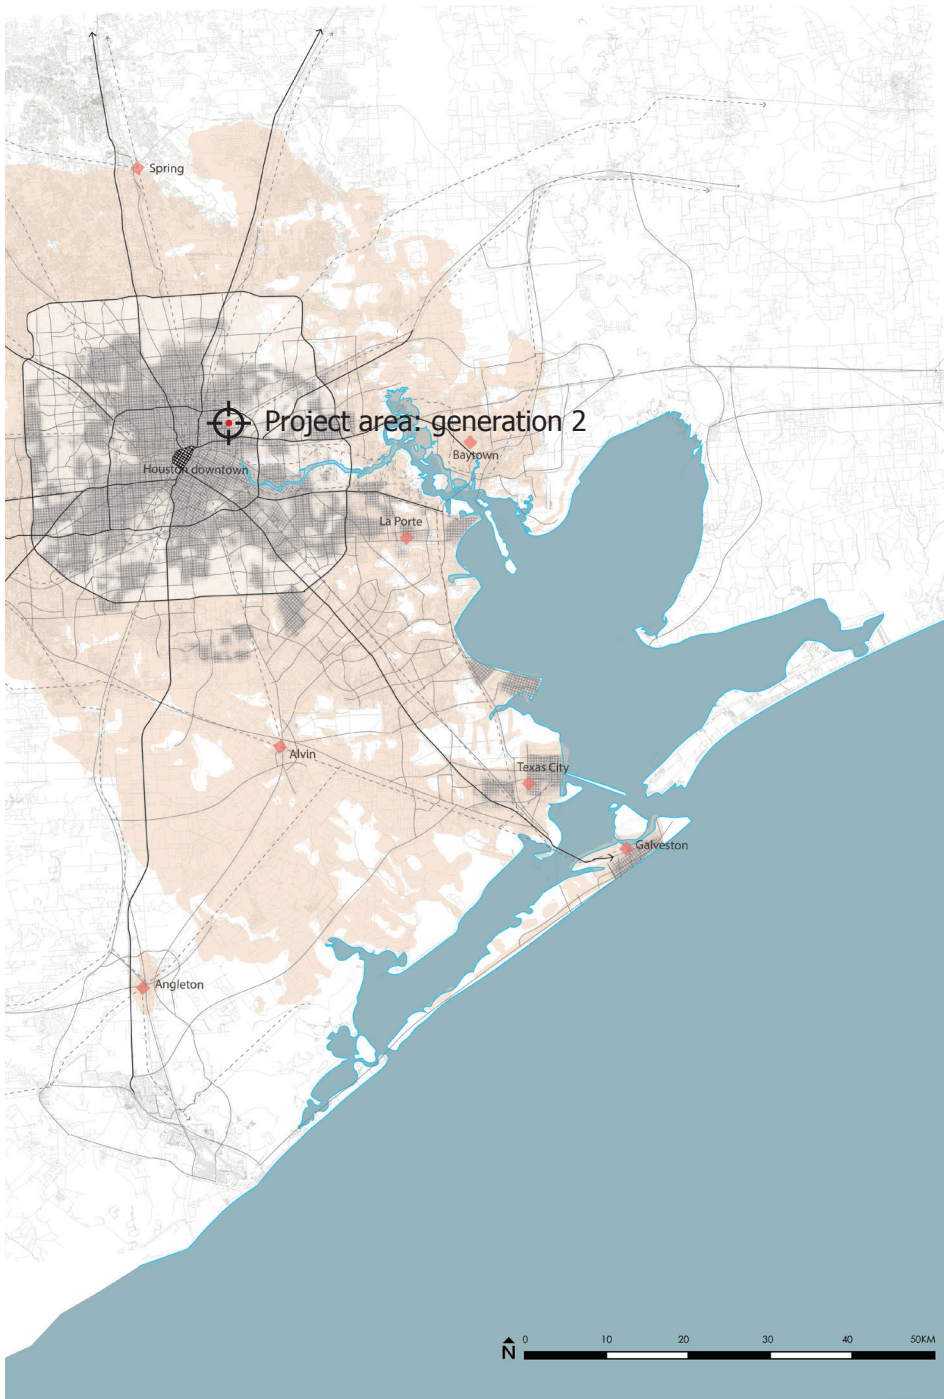 Spring
Project area: generation 2
Houston downtown
Baytown
La Porte
Alvin
Texas City
Galveston
Angleton
0 10 20 30 40 50KM
N